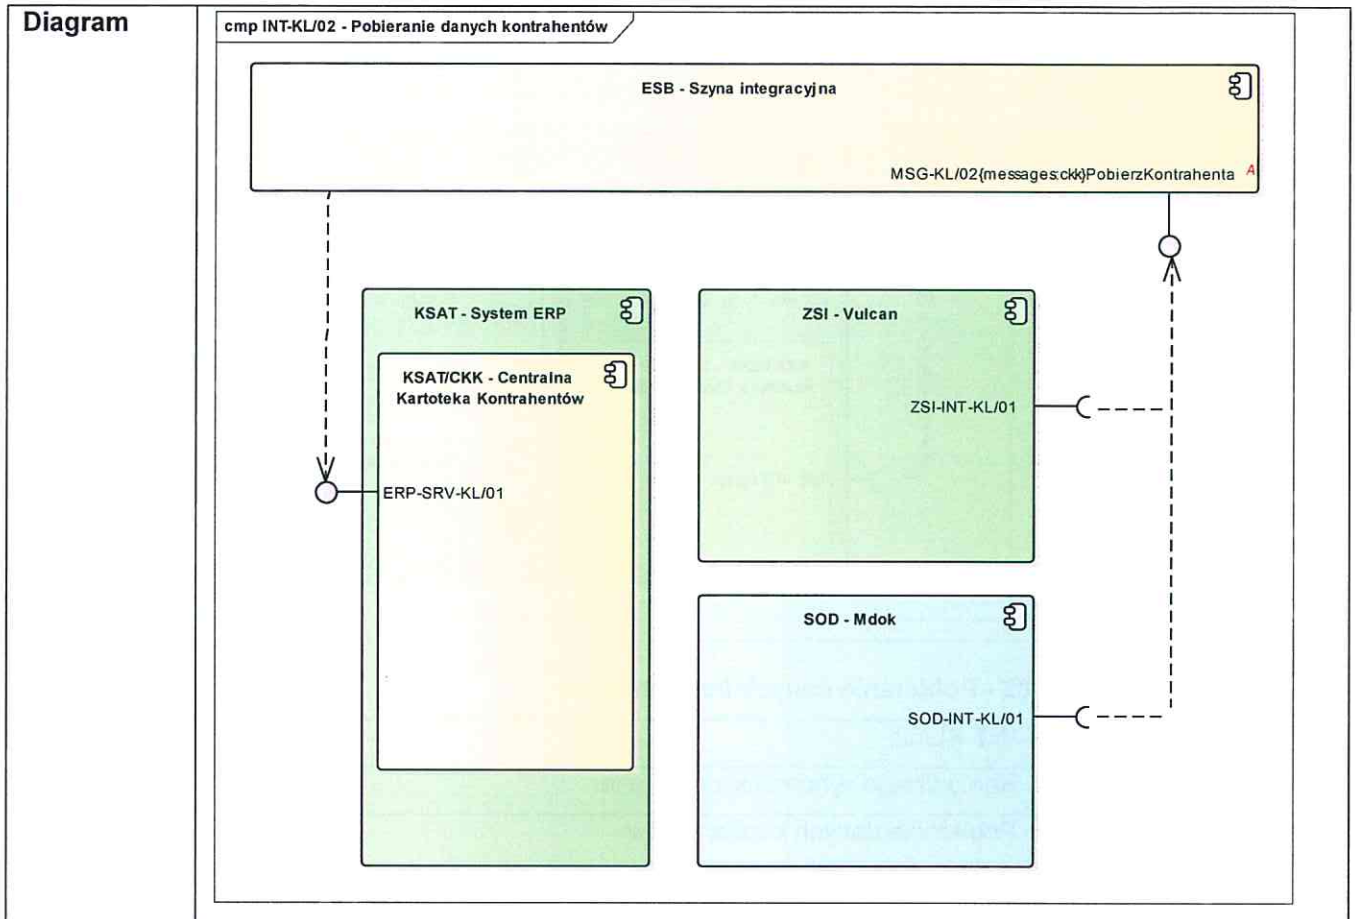 Diagram
cmp INT-KL/02 - Pobieranie danych kontrahentów
ESB - Szyna integracyjna
MSG-KL/02{messages:ckk}PobierzKontrahenta
A
KSAT - System ERP
KSAT/CKK - Centralna
Kartoteka Kontrahentów
ERP-SRV-KL/01
ZSI - Vulcan
ZSI-INT-KL/01
SOD - Mdok
SOD-INT-KL/01